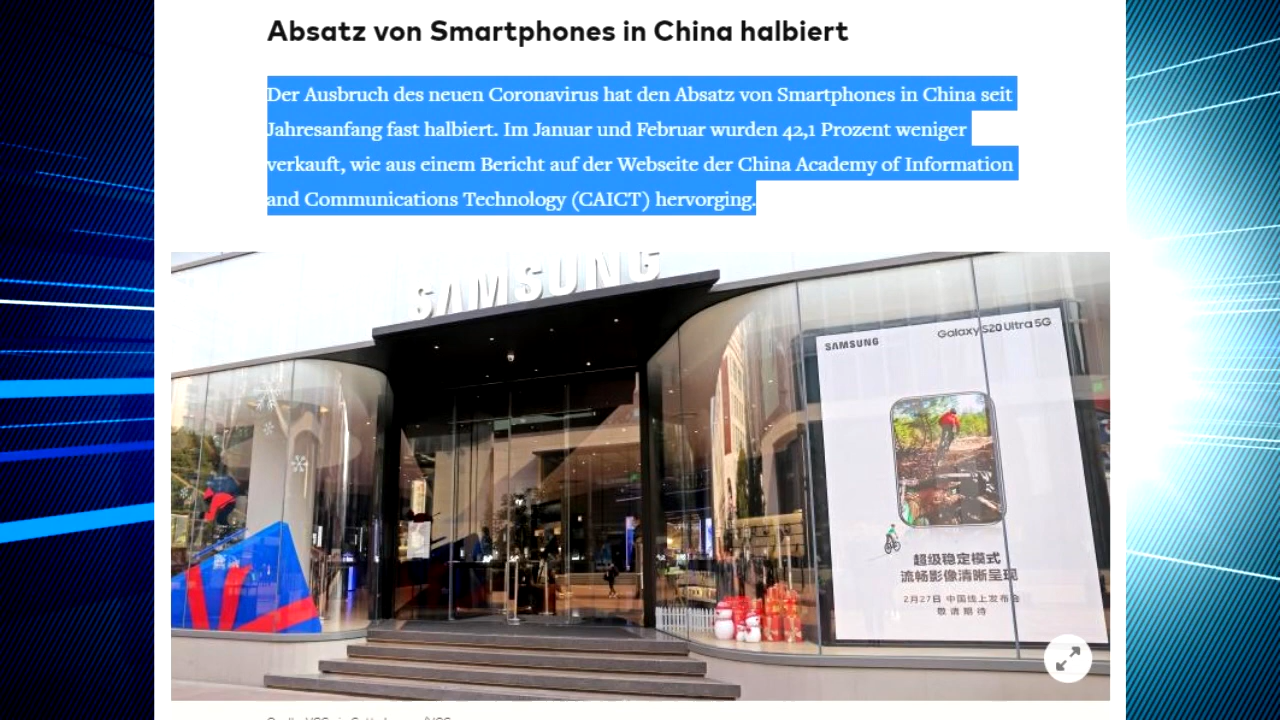 Absatz von Smartphones in China halbiert
Der Ausbruch des neuen Coronavirus hat den Absatz von Smartphones in China seit
Jahresanfang fast halbiert. Im Januar und Februar wurden 42,1 Prozent weniger
verkauft, wie aus einem Bericht auf der Webseite der China Academy of Information
and Communications Technology (CAICT) hervorging.
SAMSUNG
SAMSUNG
Galaxy S20 Ultra 5G
超级稳定模式
流畅影像清晰呈现
2月27日 中国线上发布会
敬请期待